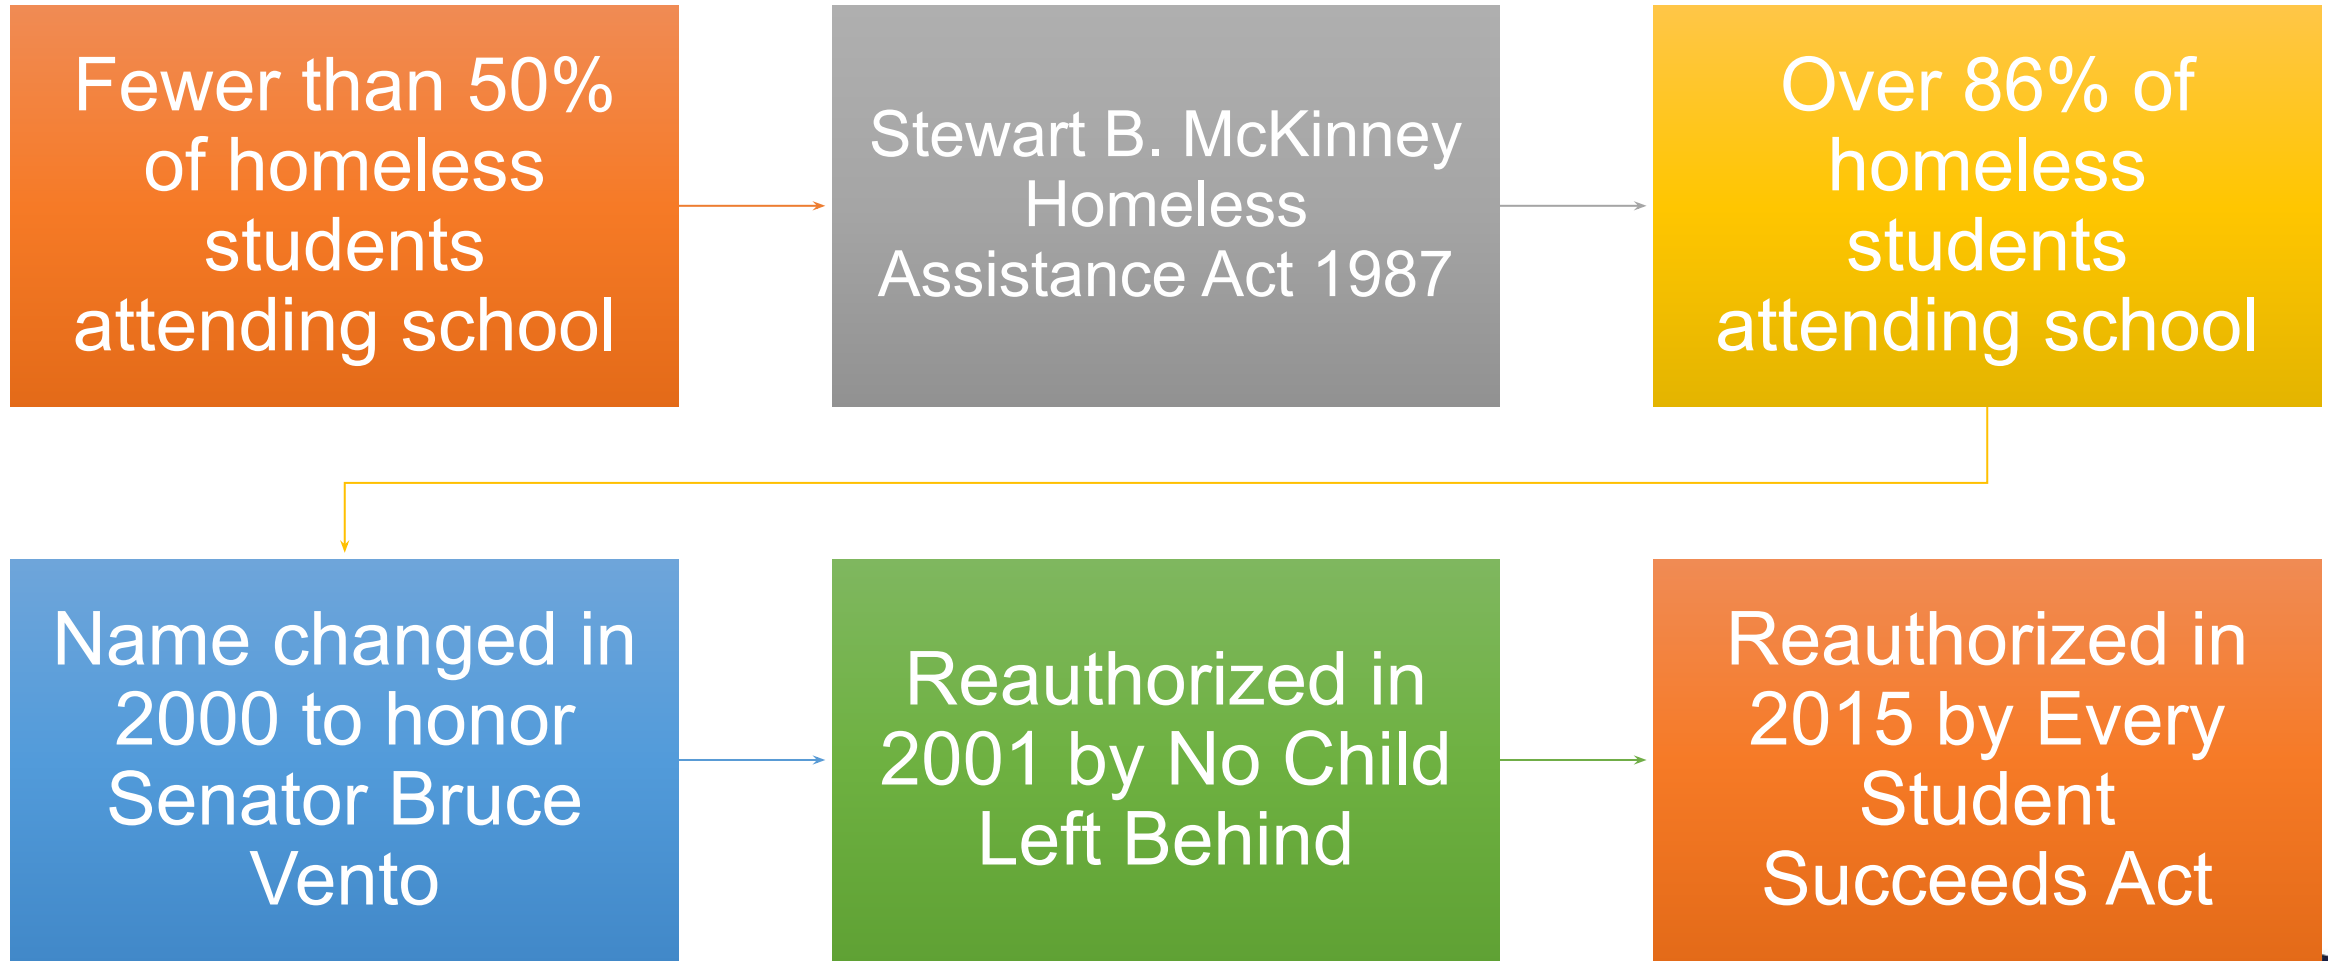 Fewer than 50%
of homeless
students
attending school
Stewart B. McKinney
Homeless
Assistance Act 1987
Over 86% of
homeless
students
attending school
Name changed in
2000 to honor
Senator Bruce
Vento
Reauthorized in
2001 by No Child
Left Behind
Reauthorized in
2015 by Every
Student
Succeeds Act